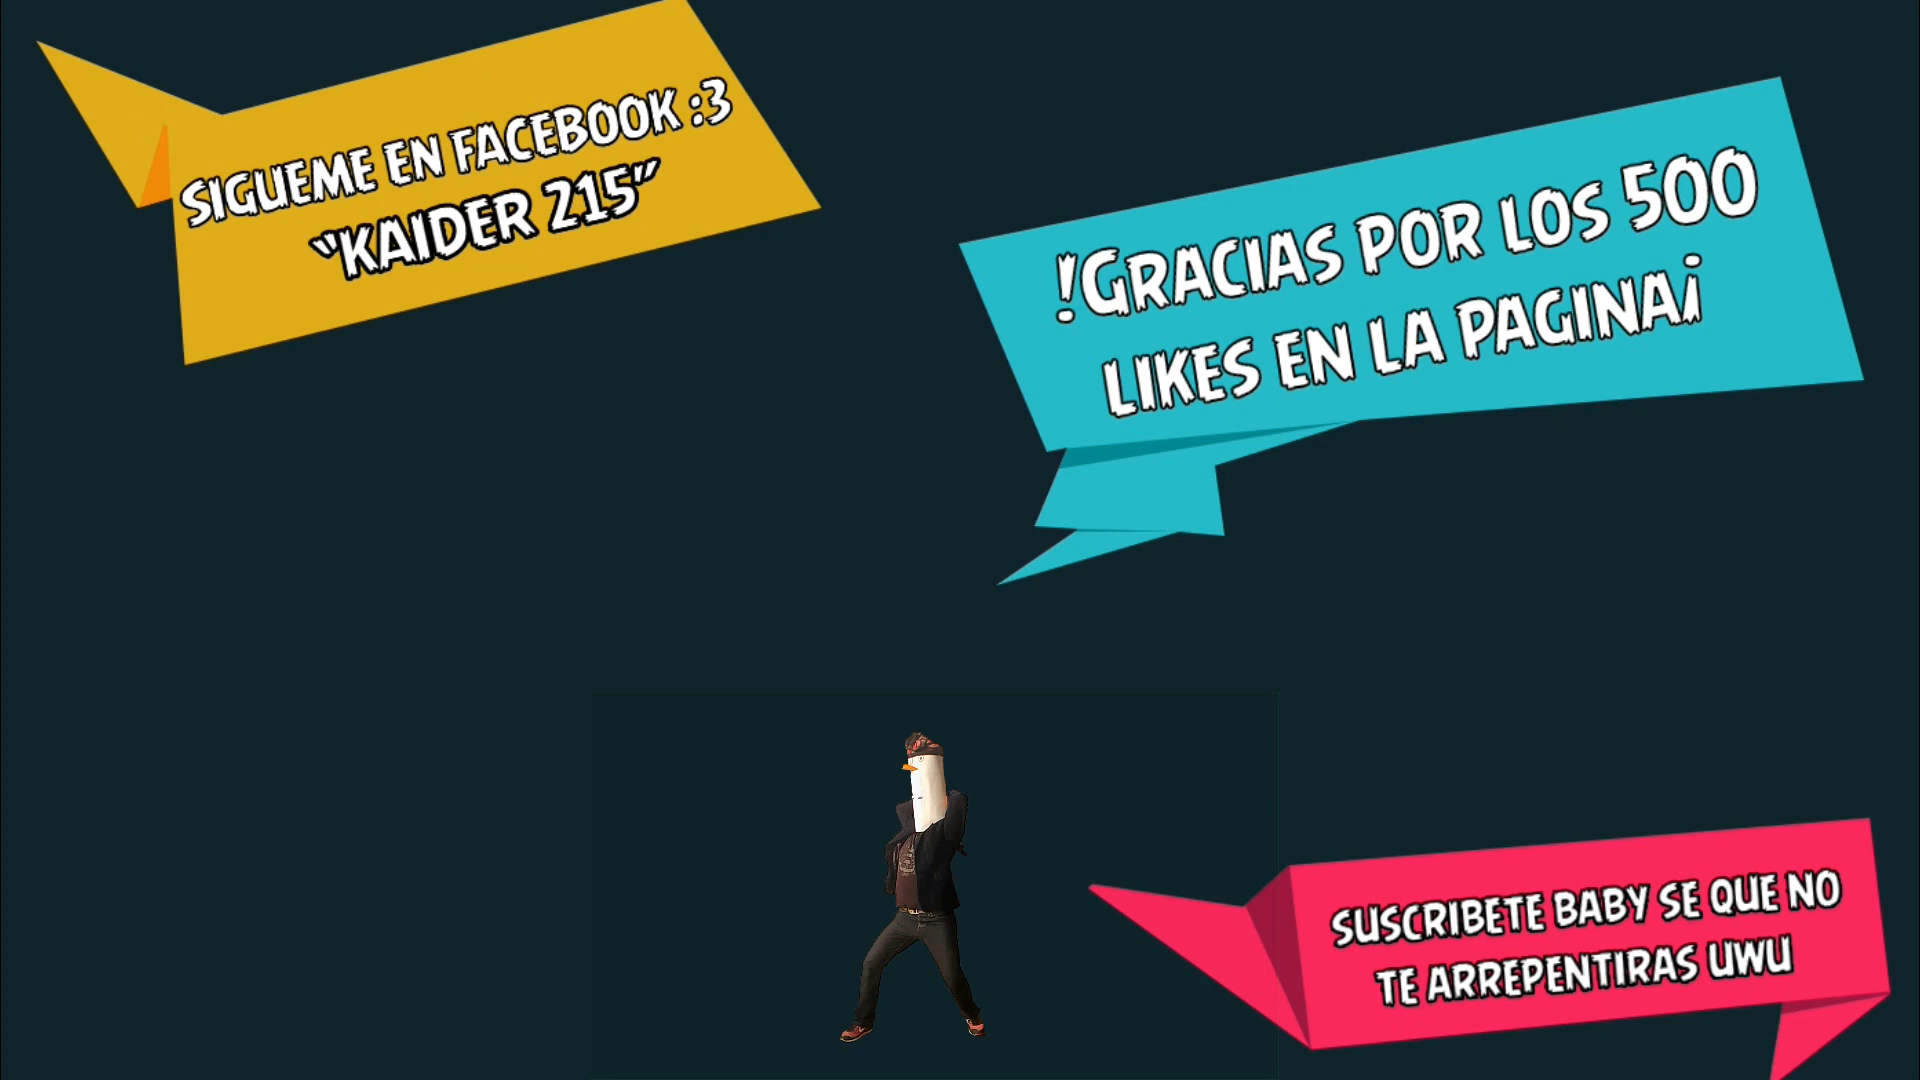 SIGUEME EN FACEBOOK :3
"KAIDER 215"
!GRACIAS POR LOS 500
LIKES EN LA PAGINA¡
SUSCRIBETE BABY SE QUE NO
TE ARREPENTIRAS UWU